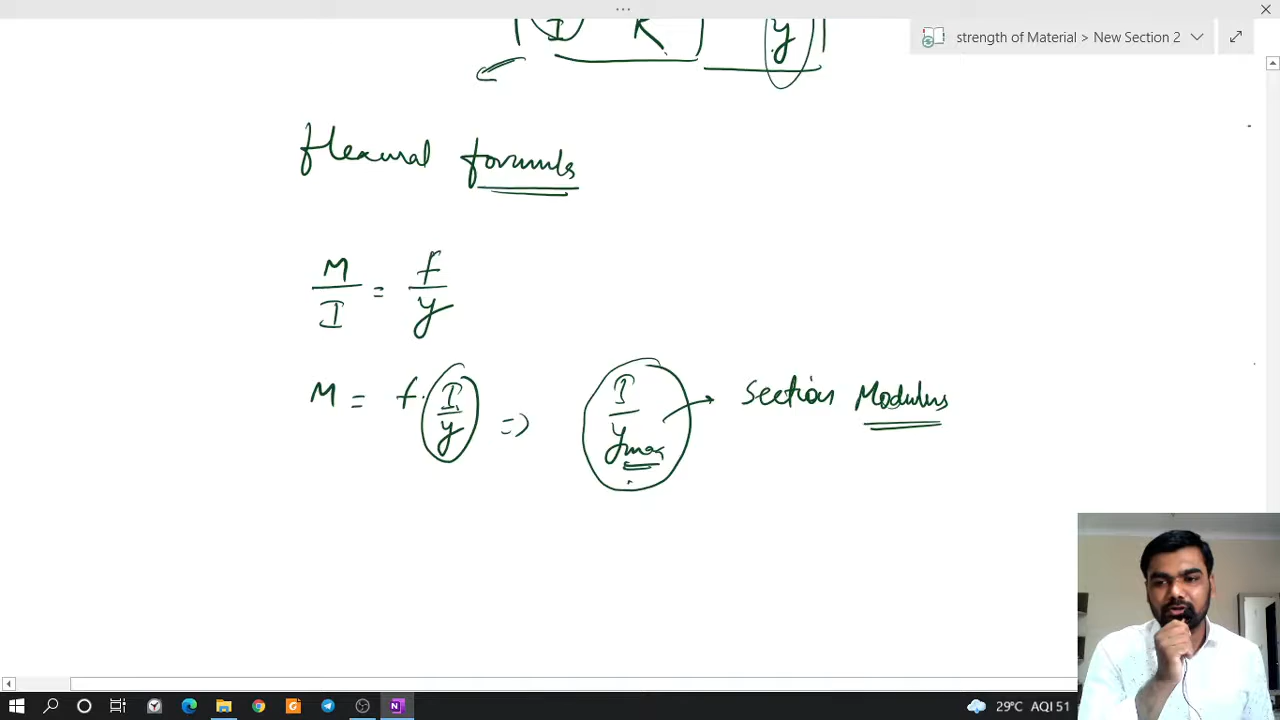 strength of Material > New Section 2
I R y
flexural formula
M/I = f/y
M = f. I/y => I/ymax → Section Modulus
29°C AQI 51